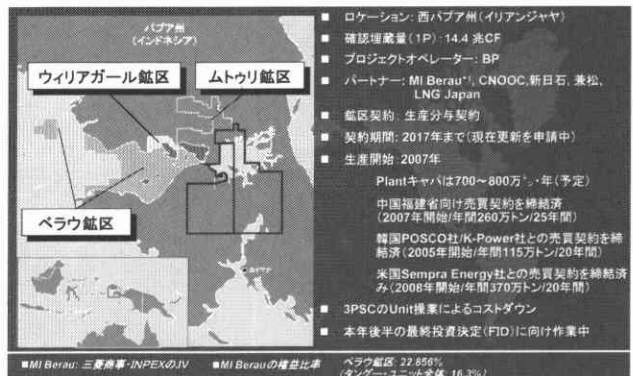 パプア州
(インドネシア)
ウィリアガール鉱区
ムトゥリ鉱区
ベラウ鉱区
■ ロケーション: 西パプア州(イリアンジャヤ)
■ 確認埋蔵量(1P): 14.4 兆CF
■ プロジェクトオペレーター: BP
■ パートナー: MI Berau*¹, CNOOC,新日石, 兼松,
LNG Japan
■ 鉱区契約: 生産分与契約
■ 契約期間: 2017年まで(現在更新を申請中)
■ 生産開始: 2007年
Plantキャパは700～800万㌧・年(予定)
中国福建省向け売買契約を締結済
(2007年開始/年間260万トン/25年間)
韓国POSCO社/K-Power社との売買契約を締
結済(2005年開始/年間115万トン/20年間)
米国Sempra Energy社との売買契約を締結済
み(2008年開始/年間370万トン/20年間)
■ 3PSCのUnit操業によるコストダウン
■ 本年後半の最終投資決定(FID)に向け作業中
■MI Berau: 三菱商事・INPEXのJV ■MI Berauの権益比率 ベラウ鉱区: 22.856%
(タングー・ユニット全体: 16.3%)